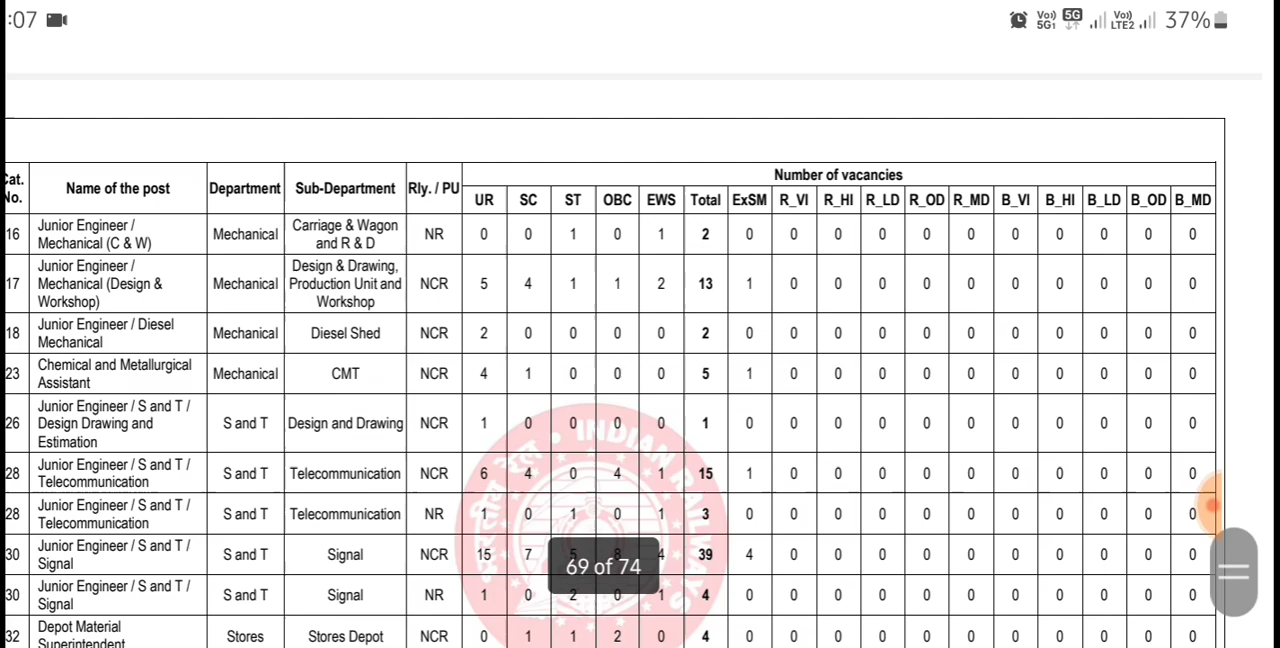 :07 Vo) 5G1 5G Vo) LTE2 37%
Cat. No. Name of the post Department Sub-Department Rly. / PU Number of vacancies
UR SC ST OBC EWS Total ExSM R_VI R_HI R_LD R_OD R_MD B_VI B_HI B_LD B_OD B_MD
16 Junior Engineer / Mechanical (C & W) Mechanical Carriage & Wagon and R & D NR 0 0 1 0 1 2 0 0 0 0 0 0 0 0 0 0 0
17 Junior Engineer / Mechanical (Design & Workshop) Mechanical Design & Drawing, Production Unit and Workshop NCR 5 4 1 1 2 13 1 0 0 0 0 0 0 0 0 0 0
18 Junior Engineer / Diesel Mechanical Mechanical Diesel Shed NCR 2 0 0 0 0 2 0 0 0 0 0 0 0 0 0 0 0
23 Chemical and Metallurgical Assistant Mechanical CMT NCR 4 1 0 0 0 5 1 0 0 0 0 0 0 0 0 0 0
26 Junior Engineer / S and T / Design Drawing and Estimation S and T Design and Drawing NCR 1 0 0 0 0 1 0 0 0 0 0 0 0 0 0 0 0
28 Junior Engineer / S and T / Telecommunication S and T Telecommunication NCR 6 4 0 4 1 15 1 0 0 0 0 0 0 0 0 0 0
28 Junior Engineer / S and T / Telecommunication S and T Telecommunication NR 1 0 1 0 1 3 0 0 0 0 0 0 0 0 0 0 0
30 Junior Engineer / S and T / Signal S and T Signal NCR 15 7 5 8 4 39 4 0 0 0 0 0 0 0 0 0 0
30 Junior Engineer / S and T / Signal S and T Signal NR 1 0 2 0 1 4 0 0 0 0 0 0 0 0 0 0 0
32 Depot Material Superintendent Stores Stores Depot NCR 0 1 1 2 0 4 0 0 0 0 0 0 0 0 0 0 0
69 of 74
भारतीय रेल • INDIAN RAILWAYS